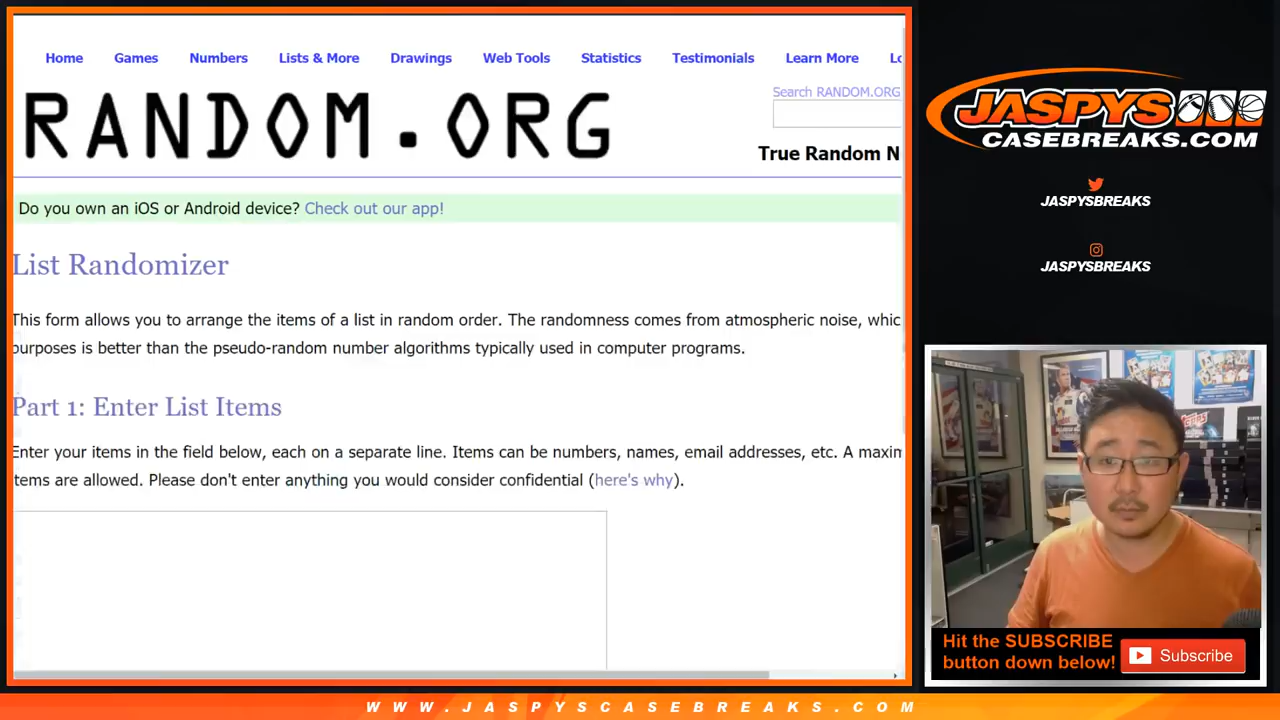 Home Games Numbers Lists & More Drawings Web Tools Statistics Testimonials Learn More Lo
RANDOM.ORG
Search RANDOM.ORG
True Random N
Do you own an iOS or Android device? Check out our app!
List Randomizer
This form allows you to arrange the items of a list in random order. The randomness comes from atmospheric noise, whic
purposes is better than the pseudo-random number algorithms typically used in computer programs.
Part 1: Enter List Items
Enter your items in the field below, each on a separate line. Items can be numbers, names, email addresses, etc. A maxim
items are allowed. Please don't enter anything you would consider confidential (here's why).
JASPYS
CASEBREAKS.COM
JASPYSBREAKS
JASPYSBREAKS
Hit the SUBSCRIBE
button down below!
Subscribe
WWW.JASPYSCASEBREAKS.COM